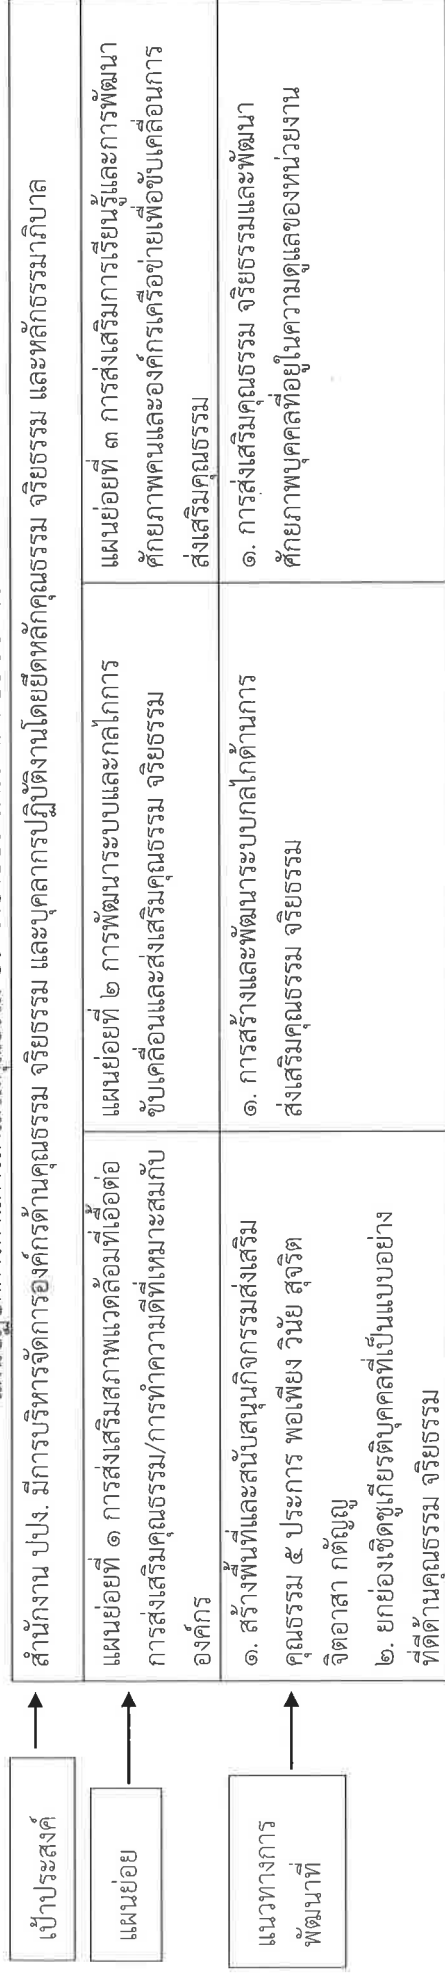 เป้าประสงค์
สำนักงาน ปปง. มีการบริหารจัดการองค์กรด้านคุณธรรม จริยธรรม และบุคลากรปฏิบัติงานโดยยึดหลักคุณธรรม จริยธรรม และหลักธรรมาภิบาล
แผนย่อย
แผนย่อยที่ ๑ การส่งเสริมสภาพแวดล้อมที่เอื้อต่อ
การส่งเสริมคุณธรรม/การทำความดีที่เหมาะสมกับ
องค์กร
แผนย่อยที่ ๒ การพัฒนาระบบและกลไกการ
ขับเคลื่อนและส่งเสริมคุณธรรม จริยธรรม
แผนย่อยที่ ๓ การส่งเสริมการเรียนรู้และการพัฒนา
ศักยภาพคนและองค์กรเครือข่ายเพื่อขับเคลื่อนการ
ส่งเสริมคุณธรรม
แนวทางการ
พัฒนาที่
๑. สร้างพื้นที่และสนับสนุนกิจกรรมส่งเสริม
คุณธรรม ๕ ประการ พอเพียง วินัย สุจริต
จิตอาสา กตัญญู
๒. ยกย่องเชิดชูเกียรติบุคคลที่เป็นแบบอย่าง
ที่ดีด้านคุณธรรม จริยธรรม
๑. การสร้างและพัฒนาระบบกลไกด้านการ
ส่งเสริมคุณธรรม จริยธรรม
๑. การส่งเสริมคุณธรรม จริยธรรมและพัฒนา
ศักยภาพบุคคลที่อยู่ในความดูแลของหน่วยงาน